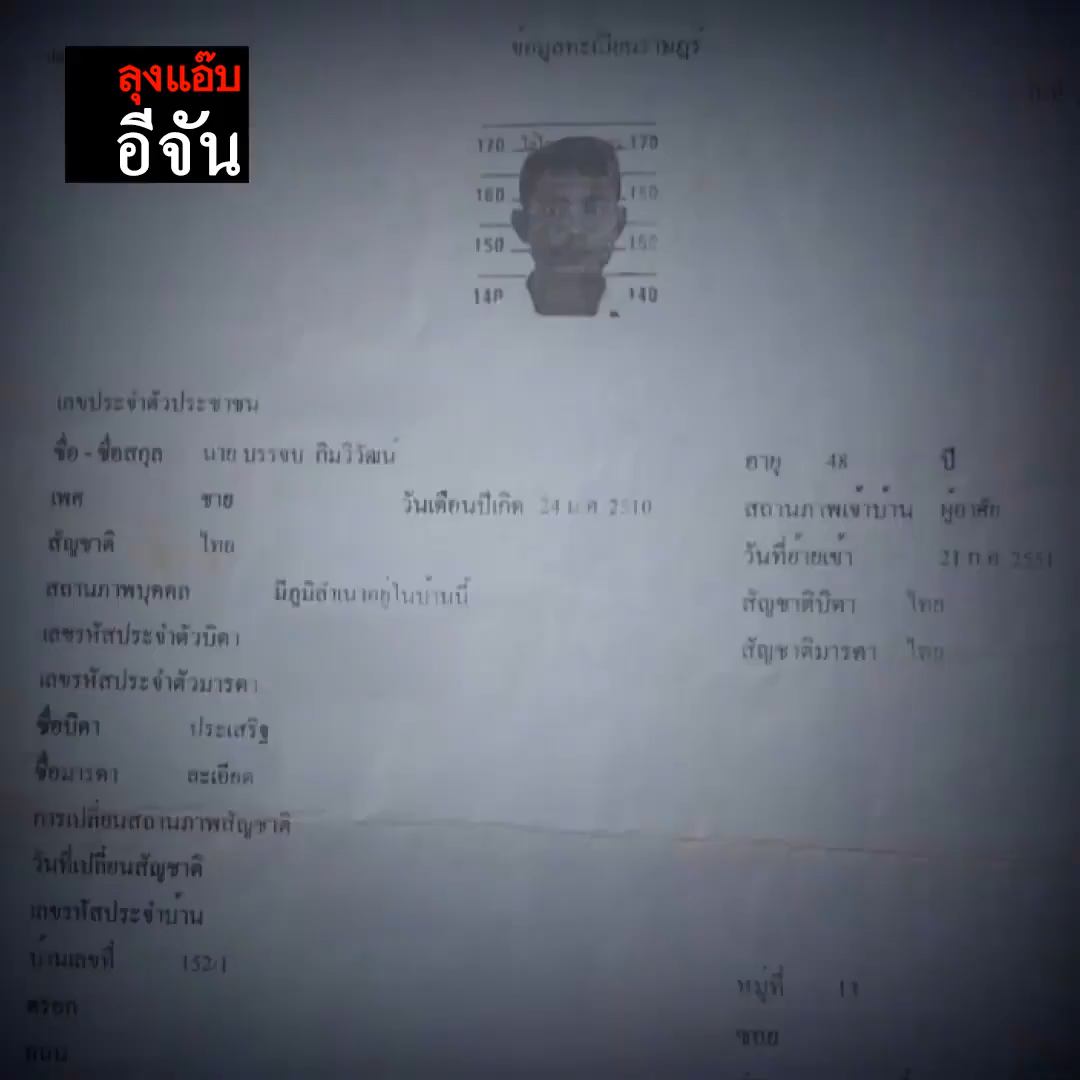 ลุงแอ๊บ
อีจัน
ข้อมูลทะเบียนราษฎร์
170 170
160 160
150 150
140 140
เลขประจำตัวประชาชน
ชื่อ - ชื่อสกุล นาย บรรจบ กิมวิวัฒน์ อายุ 48 ปี
เพศ ชาย วันเดือนปีเกิด 24 ม ค 2510 สถานภาพเจ้าบ้าน ผู้อาศัย
สัญชาติ ไทย วันที่ย้ายเข้า 21 ก ค 2551
สถานภาพบุคคล มีภูมิลำเนาอยู่ในบ้านนี้ สัญชาติบิดา ไทย
เลขรหัสประจำตัวบิดา สัญชาติมารดา ไทย
เลขรหัสประจำตัวมารดา
ชื่อบิดา ประเสริฐ
ชื่อมารดา ละเอียด
การเปลี่ยนสถานภาพสัญชาติ
วันที่เปลี่ยนสัญชาติ
เลขรหัสประจำบ้าน
บ้านเลขที่ 152/1 หมู่ที่
ตรอก ซอย
ถนน